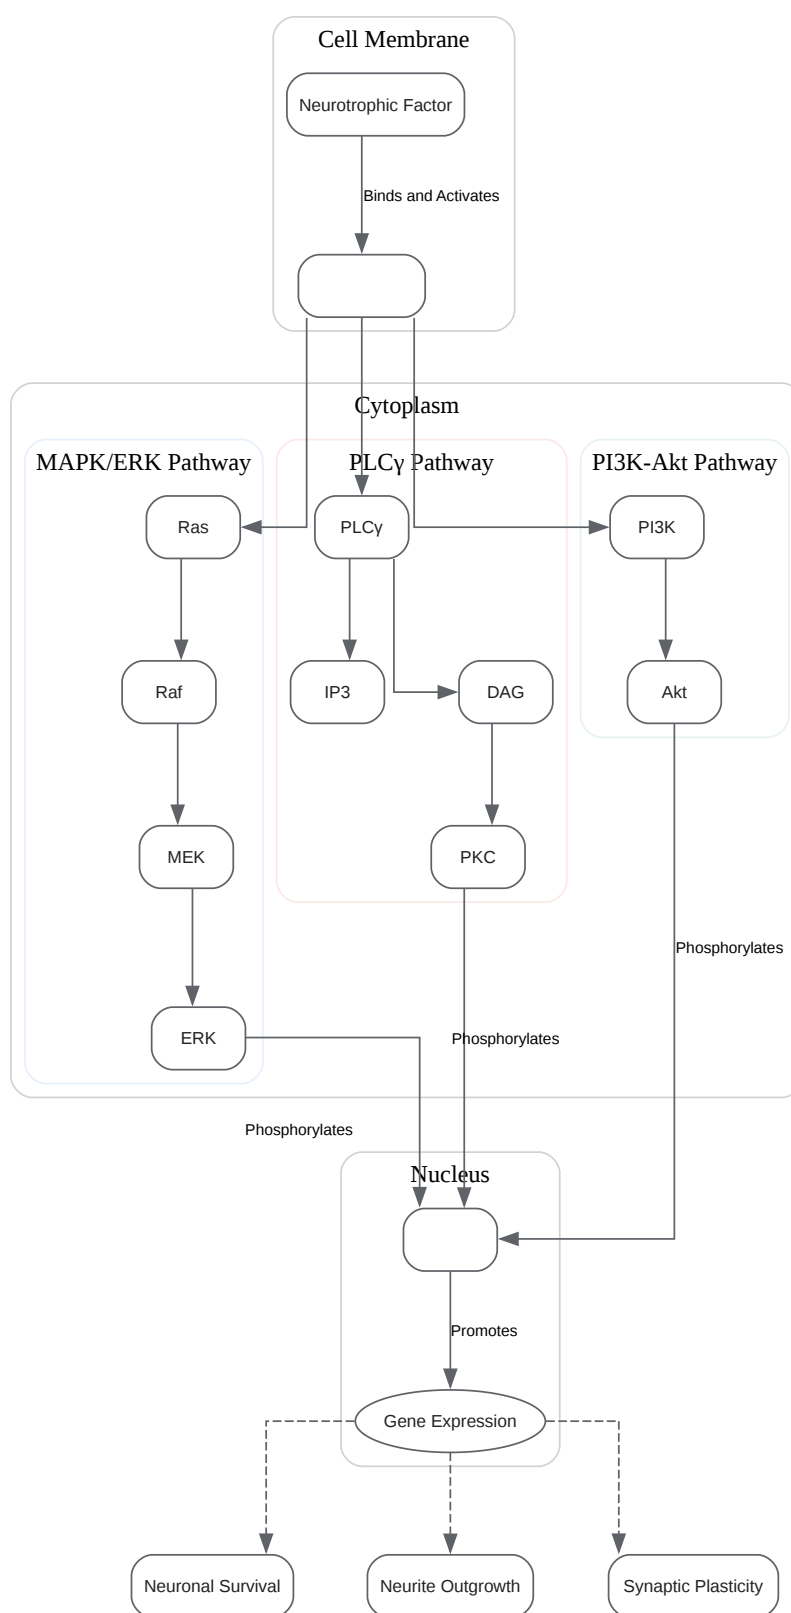 Cell Membrane
Neurotrophic Factor
Binds and Activates
Cytoplasm
MAPK/ERK Pathway
PLCγ Pathway
PI3K-Akt Pathway
Ras
PLCγ
PI3K
Raf
IP3
DAG
Akt
MEK
PKC
Phosphorylates
ERK
Phosphorylates
Phosphorylates
Nucleus
Promotes
Gene Expression
Neuronal Survival
Neurite Outgrowth
Synaptic Plasticity